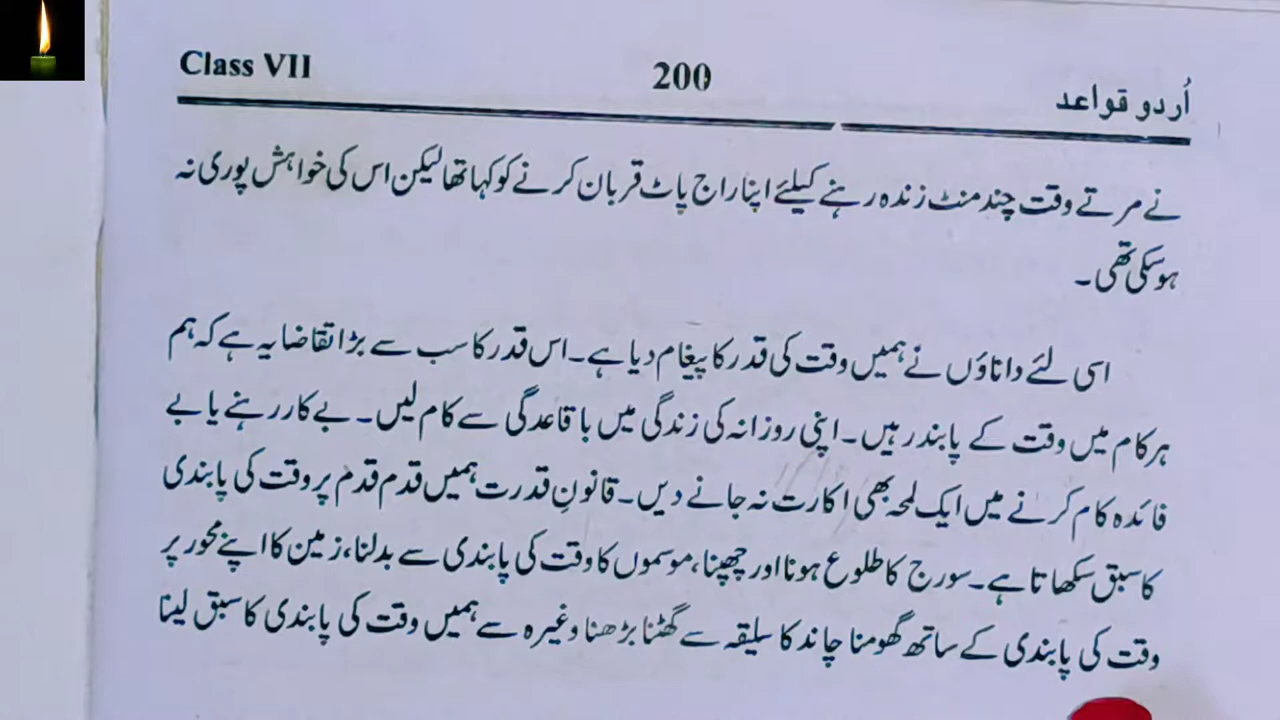 Class VII 200 اُردو قواعد
نے مرتے وقت چند منٹ زندہ رہنے کیلئے اپنا راج پاٹ قربان کرنے کو کہا تھا لیکن اس کی خواہش پوری نہ
ہو سکی تھی۔
اسی لئے داناؤں نے ہمیں وقت کی قدر کا پیغام دیا ہے۔ اس قدر کا سب سے بڑا تقاضا یہ ہے کہ ہم
ہر کام میں وقت کے پابند رہیں۔ اپنی روزانہ کی زندگی میں باقاعدگی سے کام لیں۔ بے کار رہنے یا بے
فائدہ کام کرنے میں ایک لمحہ بھی اکارت نہ جانے دیں۔ قانونِ قدرت ہمیں قدم قدم پر وقت کی پابندی
کا سبق سکھاتا ہے۔ سورج کا طلوع ہونا اور چھپنا، موسموں کا وقت کی پابندی سے بدلنا، زمین کا اپنے محور پر
وقت کی پابندی کے ساتھ گھومنا چاند کا سلیقہ سے گھٹنا بڑھنا وغیرہ سے ہمیں وقت کی پابندی کا سبق لینا